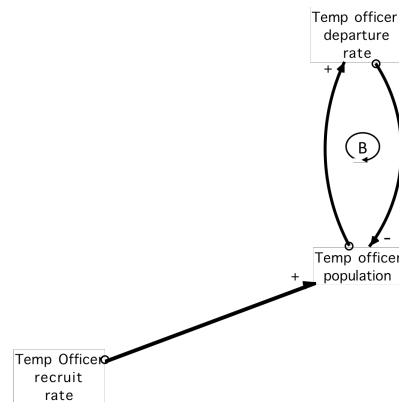 Temp officer
departure
rate
+
B
-
Temp officer
population
+
Temp Officer
recruit
rate